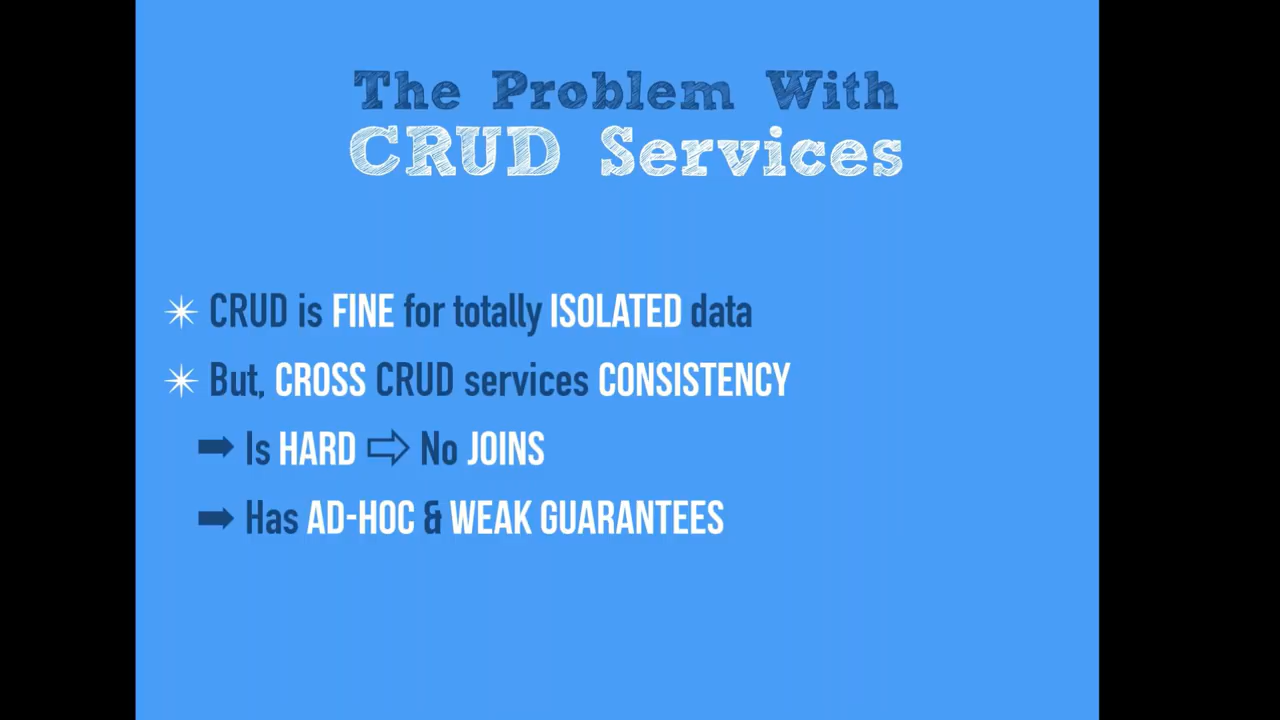 The Problem With
CRUD Services
CRUD is FINE for totally ISOLATED data
But, CROSS CRUD services CONSISTENCY
Is HARD ⇨ No JOINS
Has AD-HOC & WEAK GUARANTEES